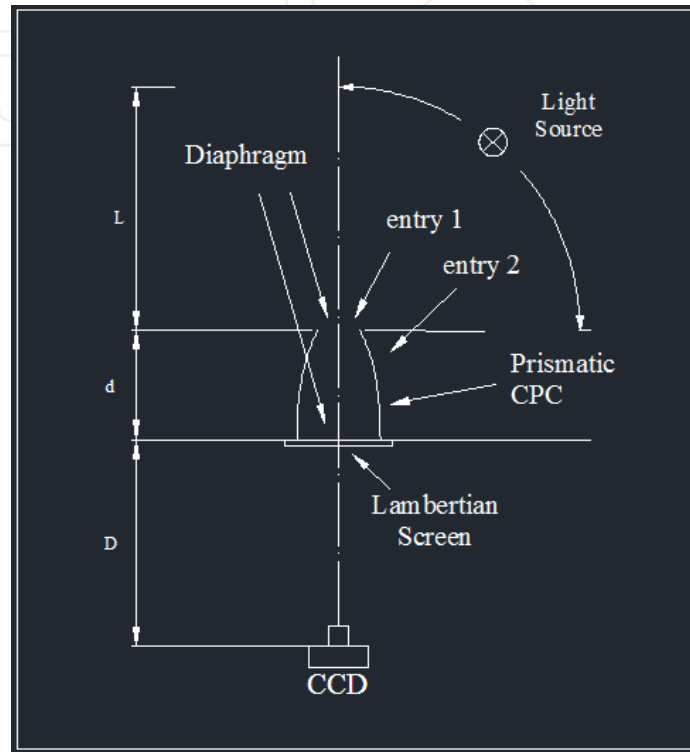 Light
Source
Diaphragm
L
entry 1
entry 2
Prismatic
CPC
d
Lambertian
Screen
D
CCD